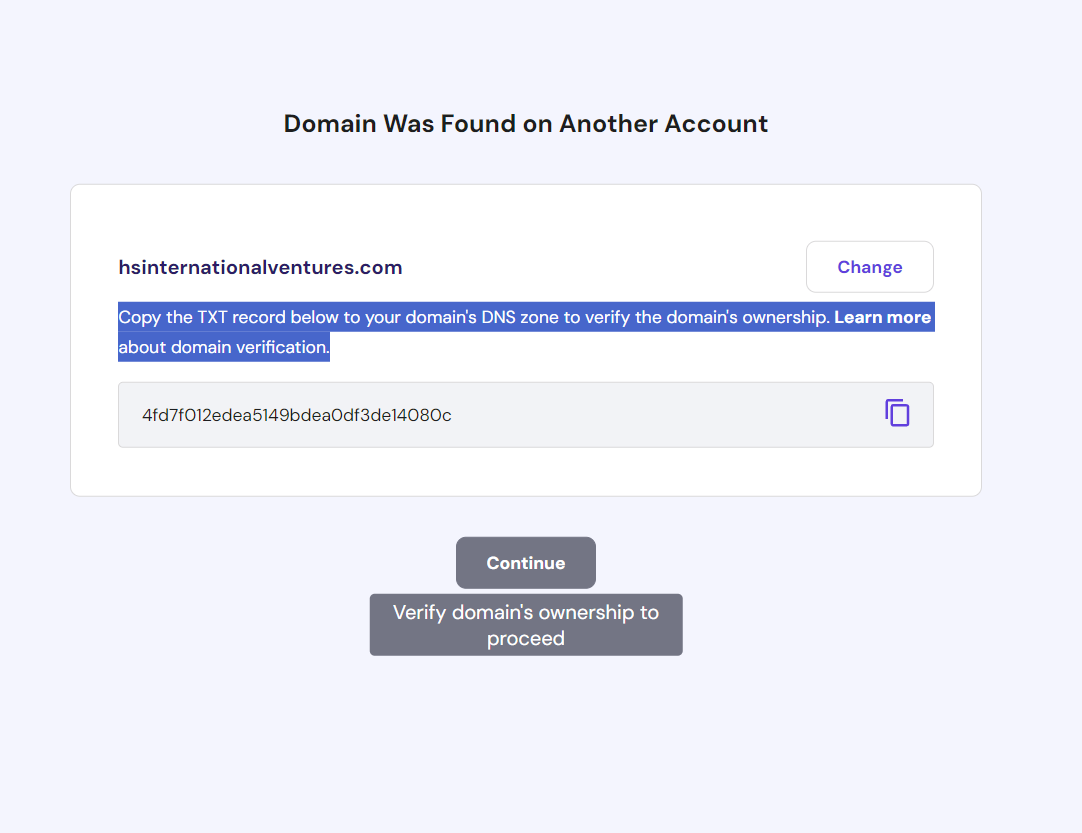 Domain Was Found on Another Account
hsinternationalventures.com
Change
Copy the TXT record below to your domain's DNS zone to verify the domain's ownership. Learn more
about domain verification.
4fd7f012edea5149bdea0df3de14080c
Continue
Verify domain's ownership to
proceed